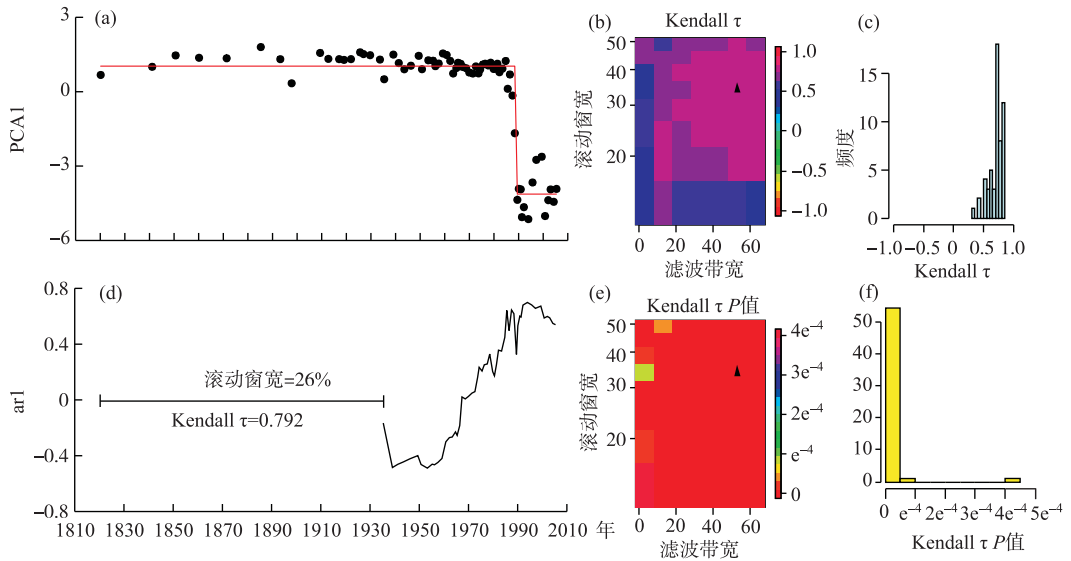 (a)
3
0
−3
−6
PCA1
(b)
Kendall τ
50
40
30
20
滚动窗宽
0
20
40
60
滤波带宽
1.0
0.5
0
−0.5
−1.0
(c)
15
10
5
0
频度
−1.0
−0.5
0
0.5
1.0
Kendall τ
(d)
0.8
0.4
0
−0.4
−0.8
ar1
滚动窗宽=26%
Kendall τ=0.792
1810
1830
1850
1870
1890
1910
1930
1950
1970
1990
2010
年
(e)
Kendall τ P值
50
40
30
20
滚动窗宽
0
20
40
60
滤波带宽
4e⁻⁴
3e⁻⁴
2e⁻⁴
e⁻⁴
0
(f)
50
40
30
20
10
0
0
e⁻⁴
2e⁻⁴
3e⁻⁴
4e⁻⁴
5e⁻⁴
Kendall τ P值